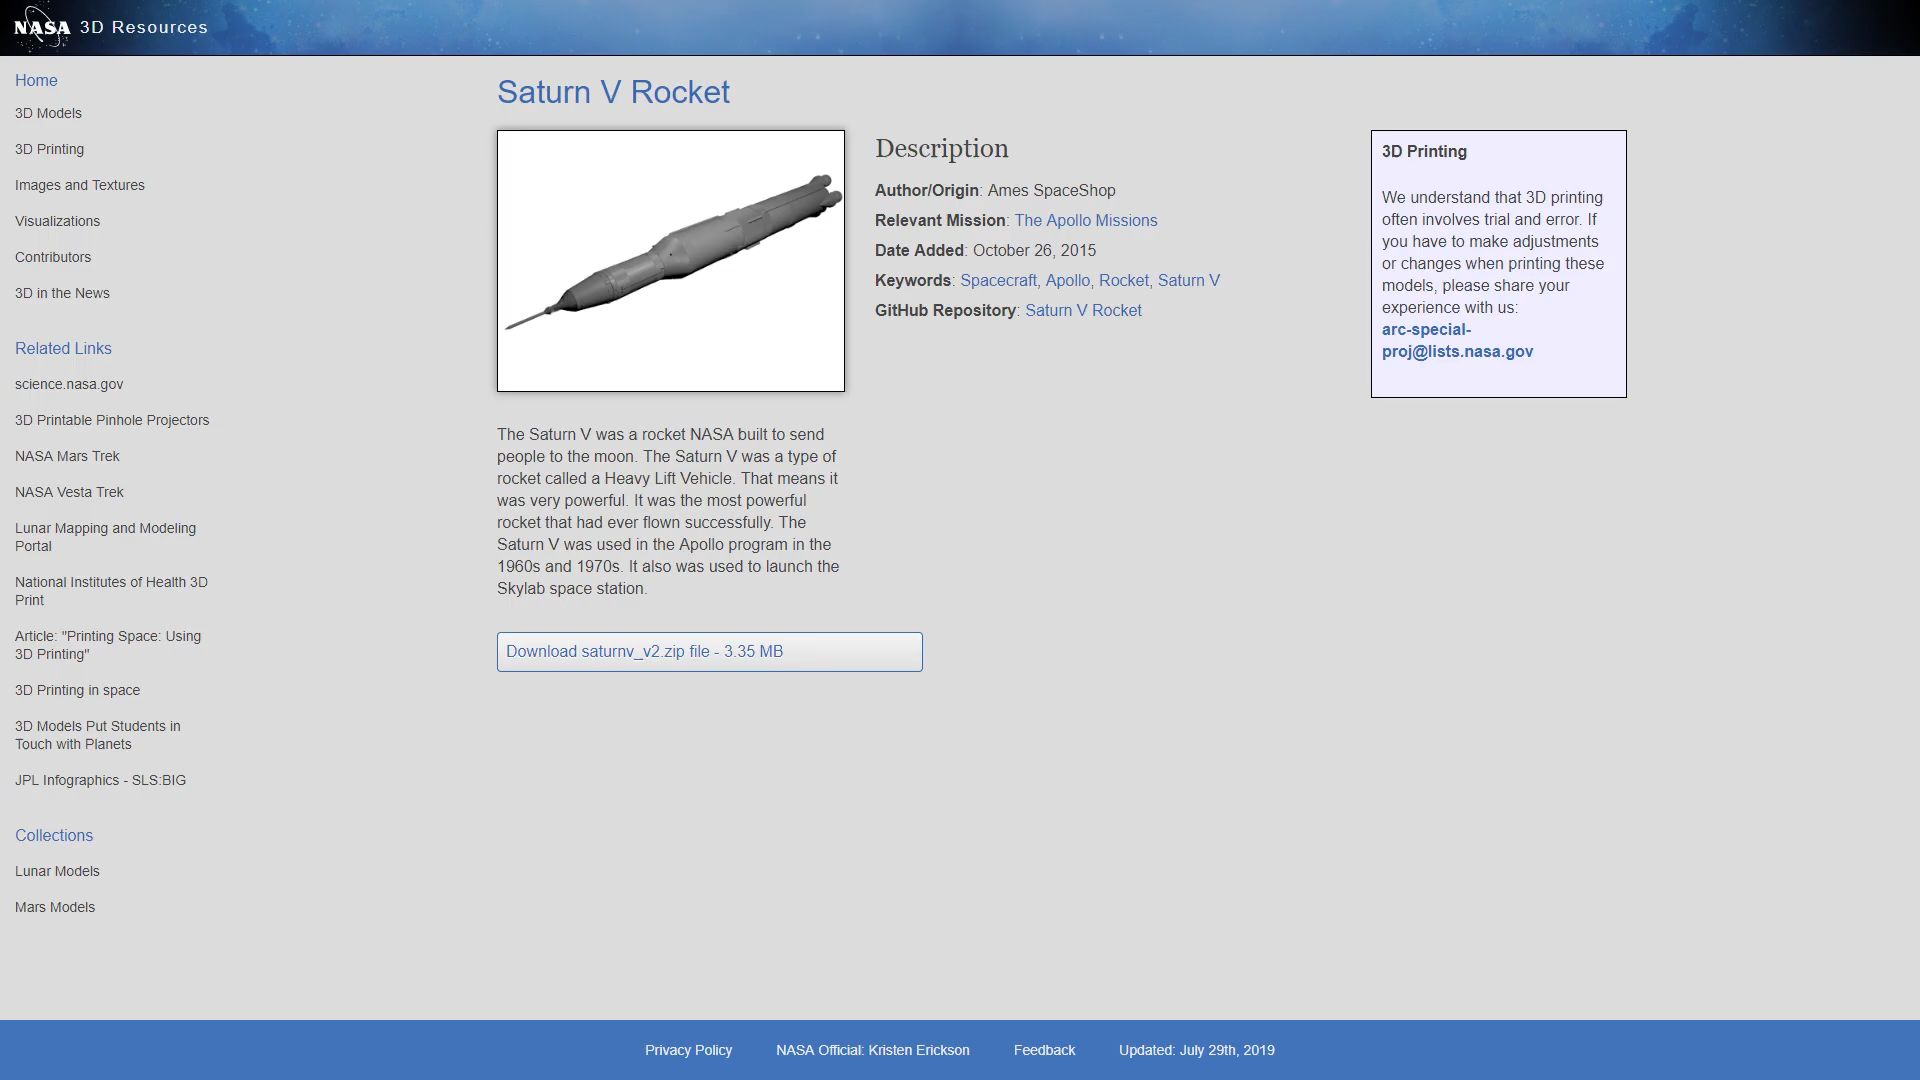 NASA 3D Resources
Home
3D Models
3D Printing
Images and Textures
Visualizations
Contributors
3D in the News
Related Links
science.nasa.gov
3D Printable Pinhole Projectors
NASA Mars Trek
NASA Vesta Trek
Lunar Mapping and Modeling
Portal
National Institutes of Health 3D
Print
Article: "Printing Space: Using
3D Printing"
3D Printing in space
3D Models Put Students in
Touch with Planets
JPL Infographics - SLS:BIG
Collections
Lunar Models
Mars Models
Saturn V Rocket
Description
Author/Origin: Ames SpaceShop
Relevant Mission: The Apollo Missions
Date Added: October 26, 2015
Keywords: Spacecraft, Apollo, Rocket, Saturn V
GitHub Repository: Saturn V Rocket
The Saturn V was a rocket NASA built to send
people to the moon. The Saturn V was a type of
rocket called a Heavy Lift Vehicle. That means it
was very powerful. It was the most powerful
rocket that had ever flown successfully. The
Saturn V was used in the Apollo program in the
1960s and 1970s. It also was used to launch the
Skylab space station.
Download saturnv_v2.zip file - 3.35 MB
3D Printing
We understand that 3D printing
often involves trial and error. If
you have to make adjustments
or changes when printing these
models, please share your
experience with us:
arc-special-
proj@lists.nasa.gov
Privacy Policy
NASA Official: Kristen Erickson
Feedback
Updated: July 29th, 2019